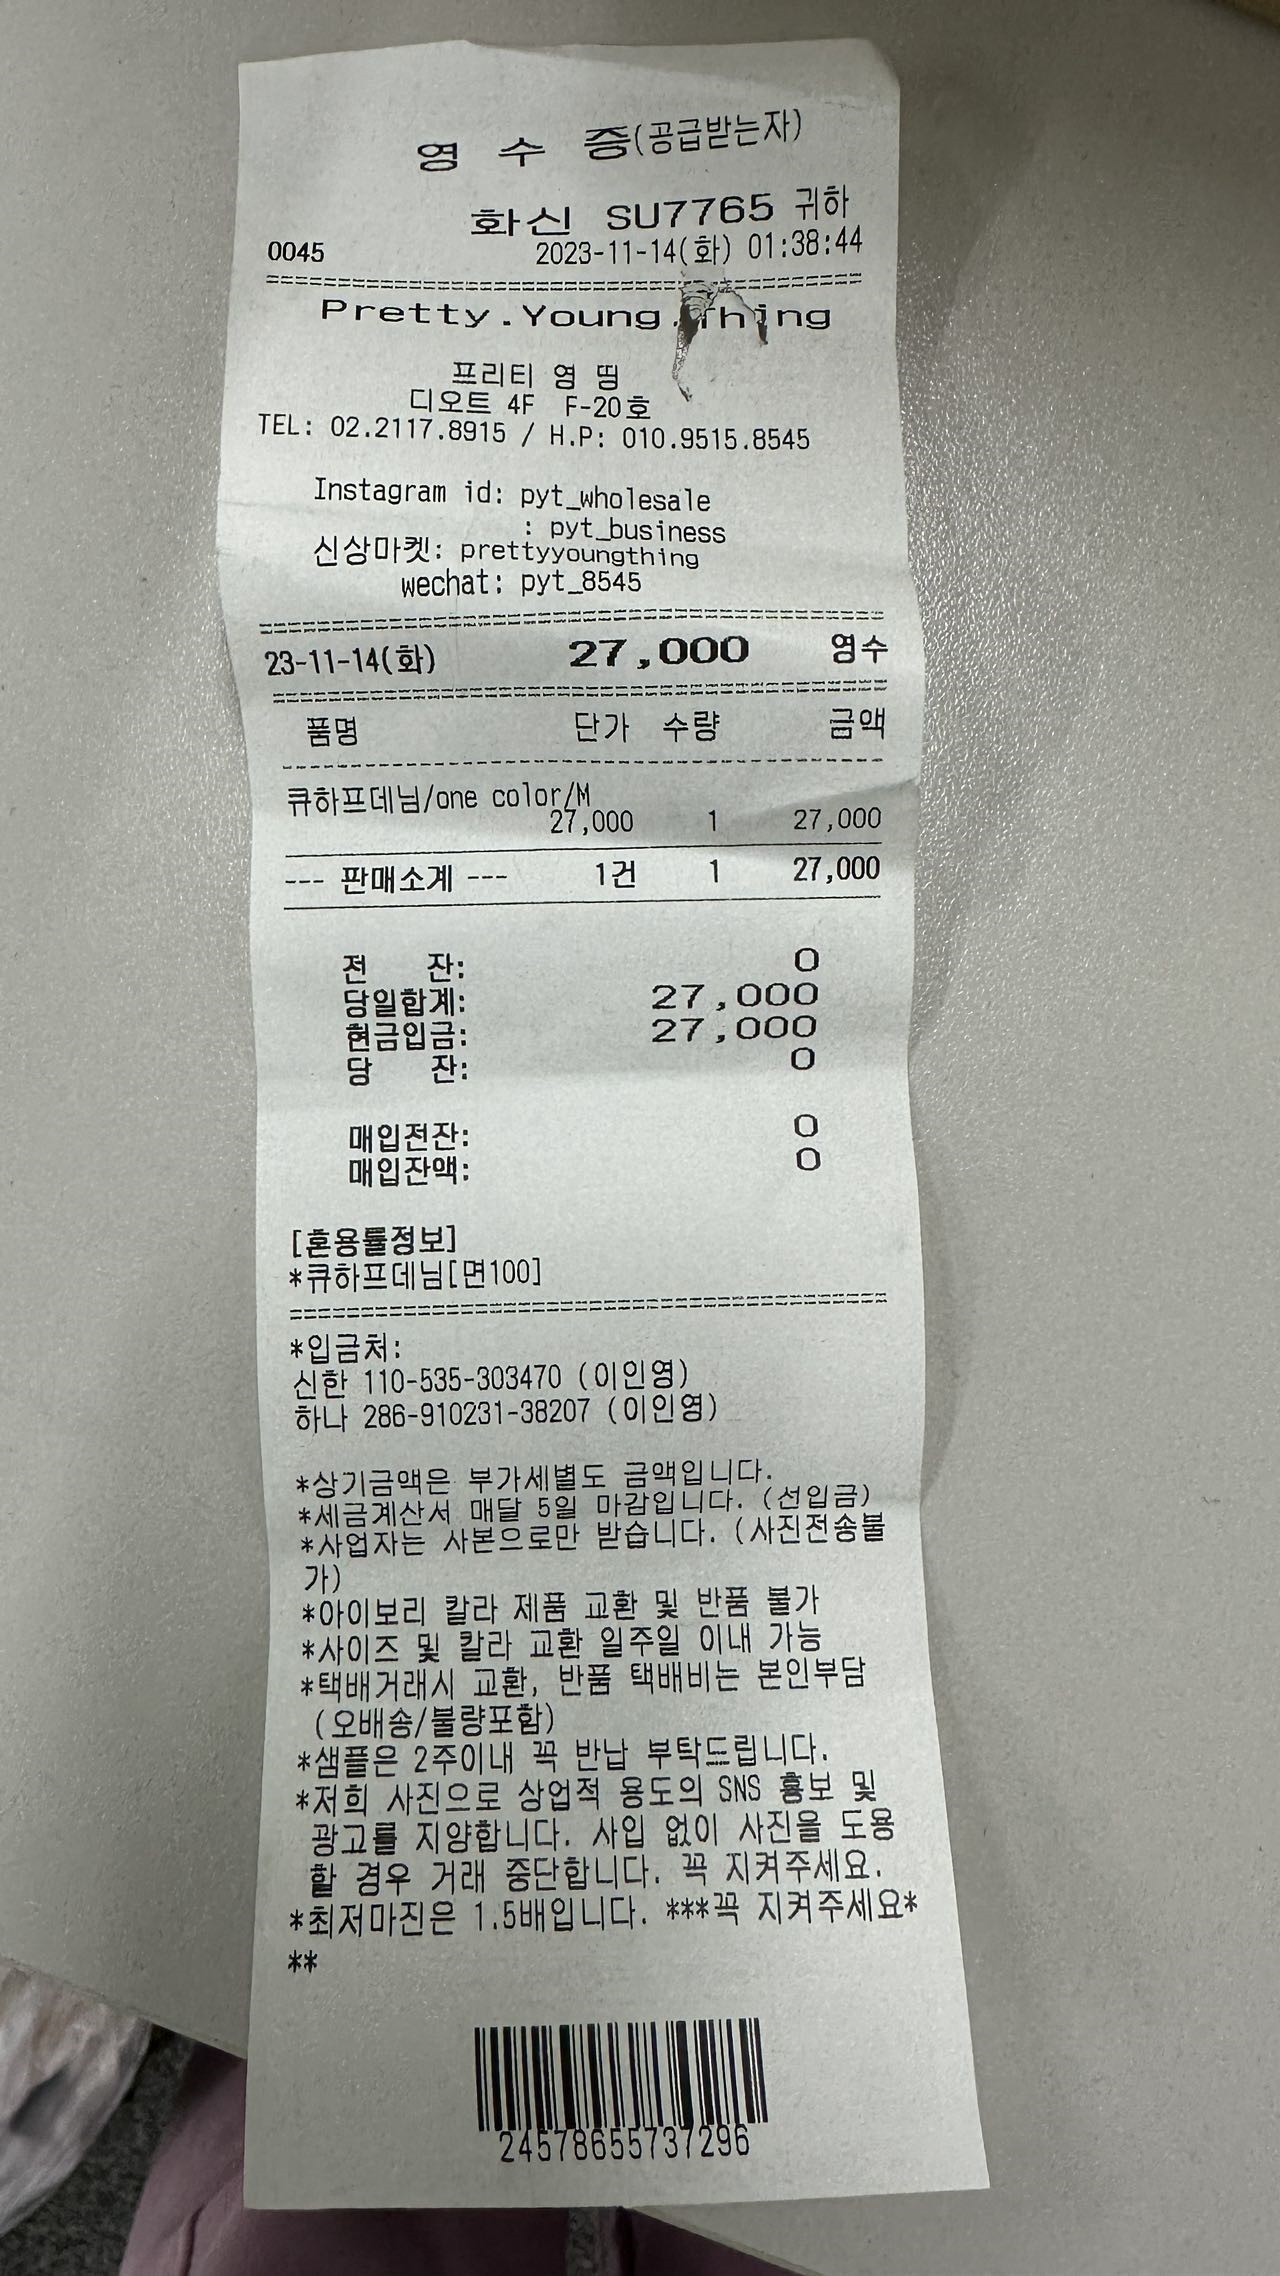 영 수 증(공급받는자)
화신 SU7765 귀하
0045 2023-11-14(화) 01:38:44
Pretty.Young.Thing
프리티 영 띵
디오트 4F F-20호
TEL: 02.2117.8915 / H.P: 010.9515.8545
Instagram id: pyt_wholesale
: pyt_business
신상마켓: prettyyoungthing
wechat: pyt_8545
23-11-14(화) 27,000 영수
품명 단가 수량 금액
큐하프데님/one color/M
27,000 1 27,000
--- 판매소계 --- 1건 1 27,000
전 잔: 0
당일합계: 27,000
현금입금: 27,000
당 잔: 0
매입전잔: 0
매입잔액: 0
[혼용률정보]
*큐하프데님[면100]
*입금처:
신한 110-535-303470 (이인영)
하나 286-910231-38207 (이인영)
*상기금액은 부가세별도 금액입니다.
*세금계산서 매달 5일 마감입니다. (선입금)
*사업자는 사본으로만 받습니다. (사진전송불
가)
*아이보리 칼라 제품 교환 및 반품 불가
*사이즈 및 칼라 교환 일주일 이내 가능
*택배거래시 교환, 반품 택배비는 본인부담
(오배송/불량포함)
*샘플은 2주이내 꼭 반납 부탁드립니다.
*저희 사진으로 상업적 용도의 SNS 홍보 및
광고를 지양합니다. 사입 없이 사진을 도용
할 경우 거래 중단합니다. 꼭 지켜주세요.
*최저마진은 1.5배입니다. ***꼭 지켜주세요*
**
24578655737296